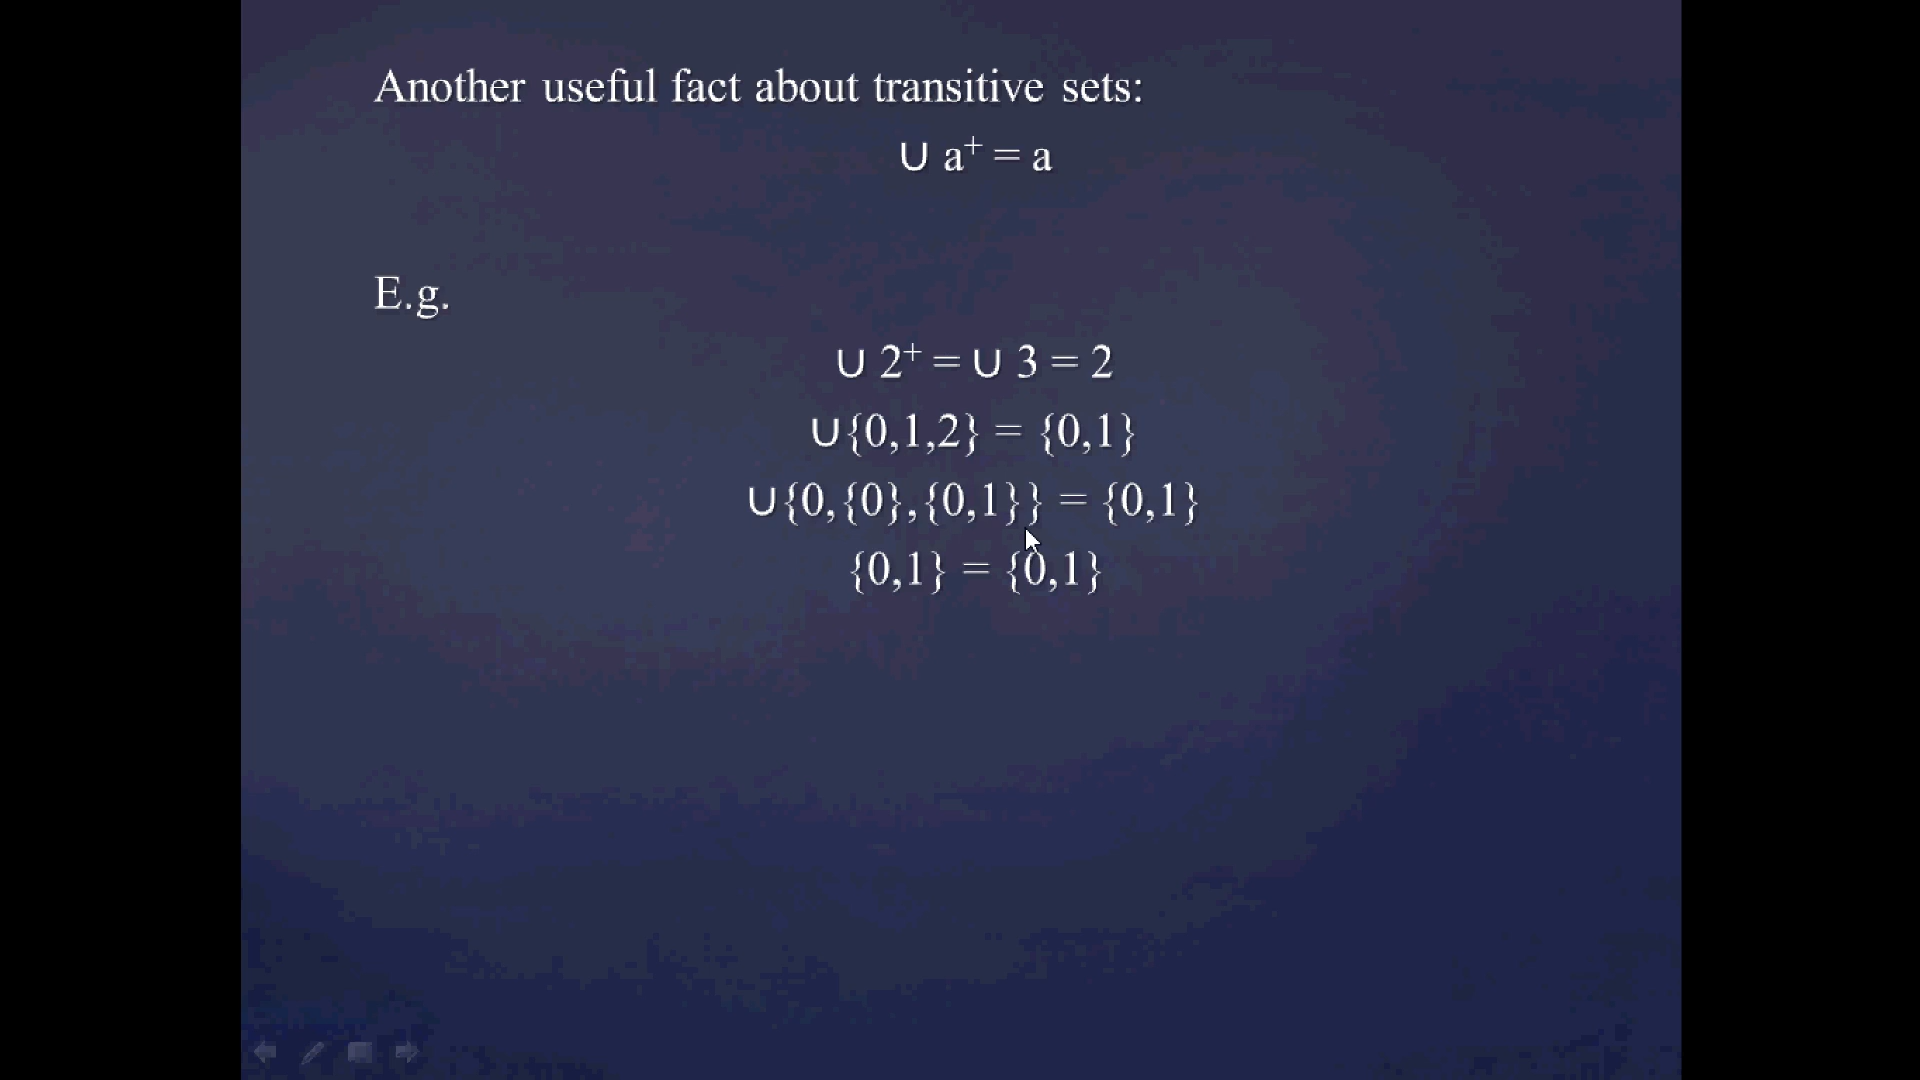 Another useful fact about transitive sets:
∪ a⁺ = a
E.g.
∪ 2⁺ = ∪ 3 = 2
∪{0,1,2} = {0,1}
∪{0,{0},{0,1}} = {0,1}
{0,1} = {0,1}